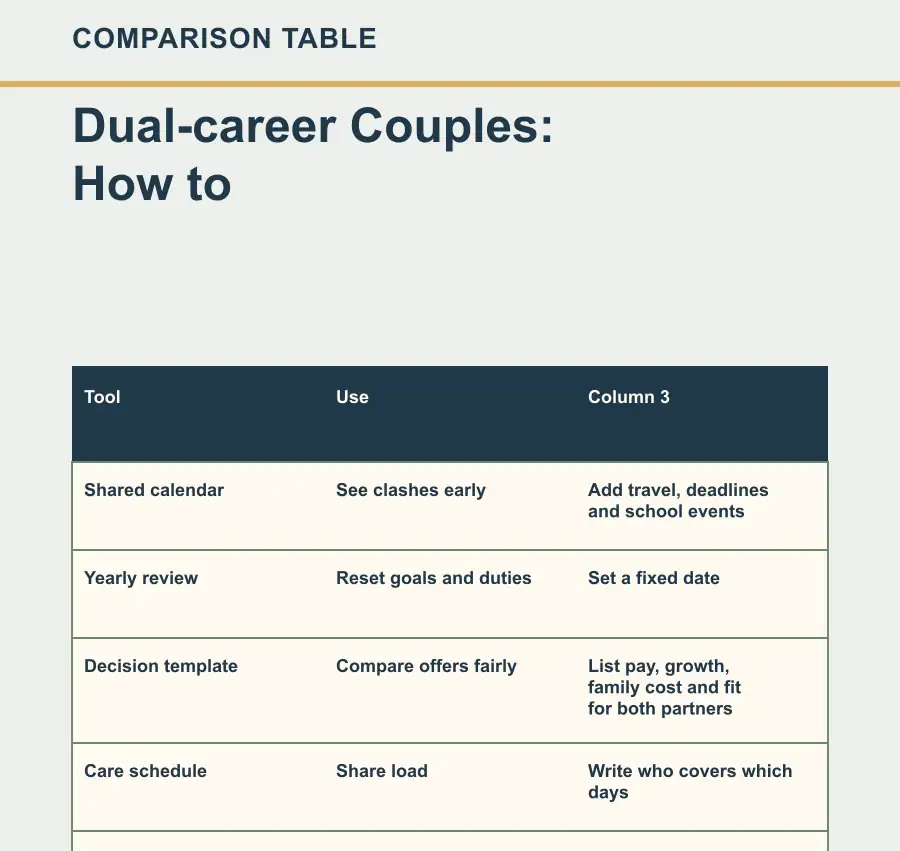 COMPARISON TABLE
Dual-career Couples:
How to
Tool
Use
Column 3
Shared calendar
See clashes early
Add travel, deadlines
and school events
Yearly review
Reset goals and duties
Set a fixed date
Decision template
Compare offers fairly
List pay, growth,
family cost and fit
for both partners
Care schedule
Share load
Write who covers which
days